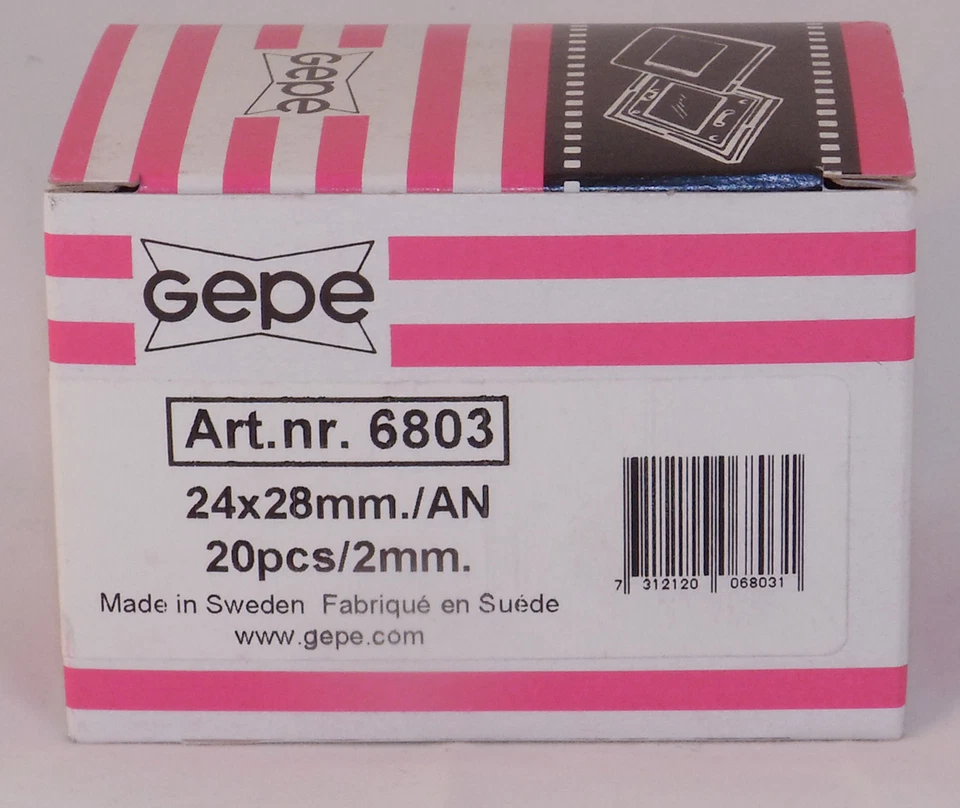 Gepe
Gepe
Art.nr. 6803
24x28mm./AN
20pcs/2mm.
Made in Sweden Fabriqué en Suéde
www.gepe.com
7 312120 068031